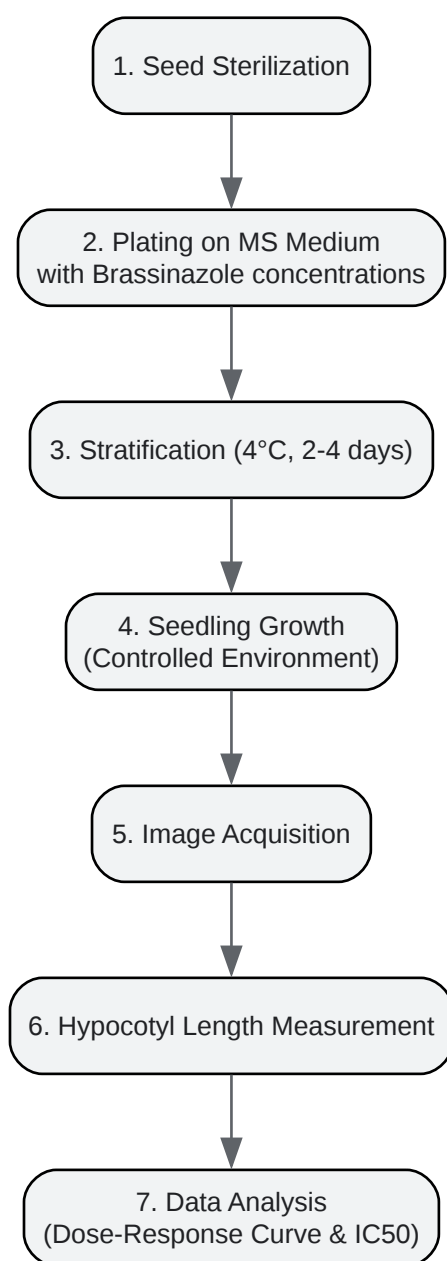 1. Seed Sterilization
2. Plating on MS Medium
with Brassinazole concentrations
3. Stratification (4°C, 2-4 days)
4. Seedling Growth
(Controlled Environment)
5. Image Acquisition
6. Hypocotyl Length Measurement
7. Data Analysis
(Dose-Response Curve & IC50)